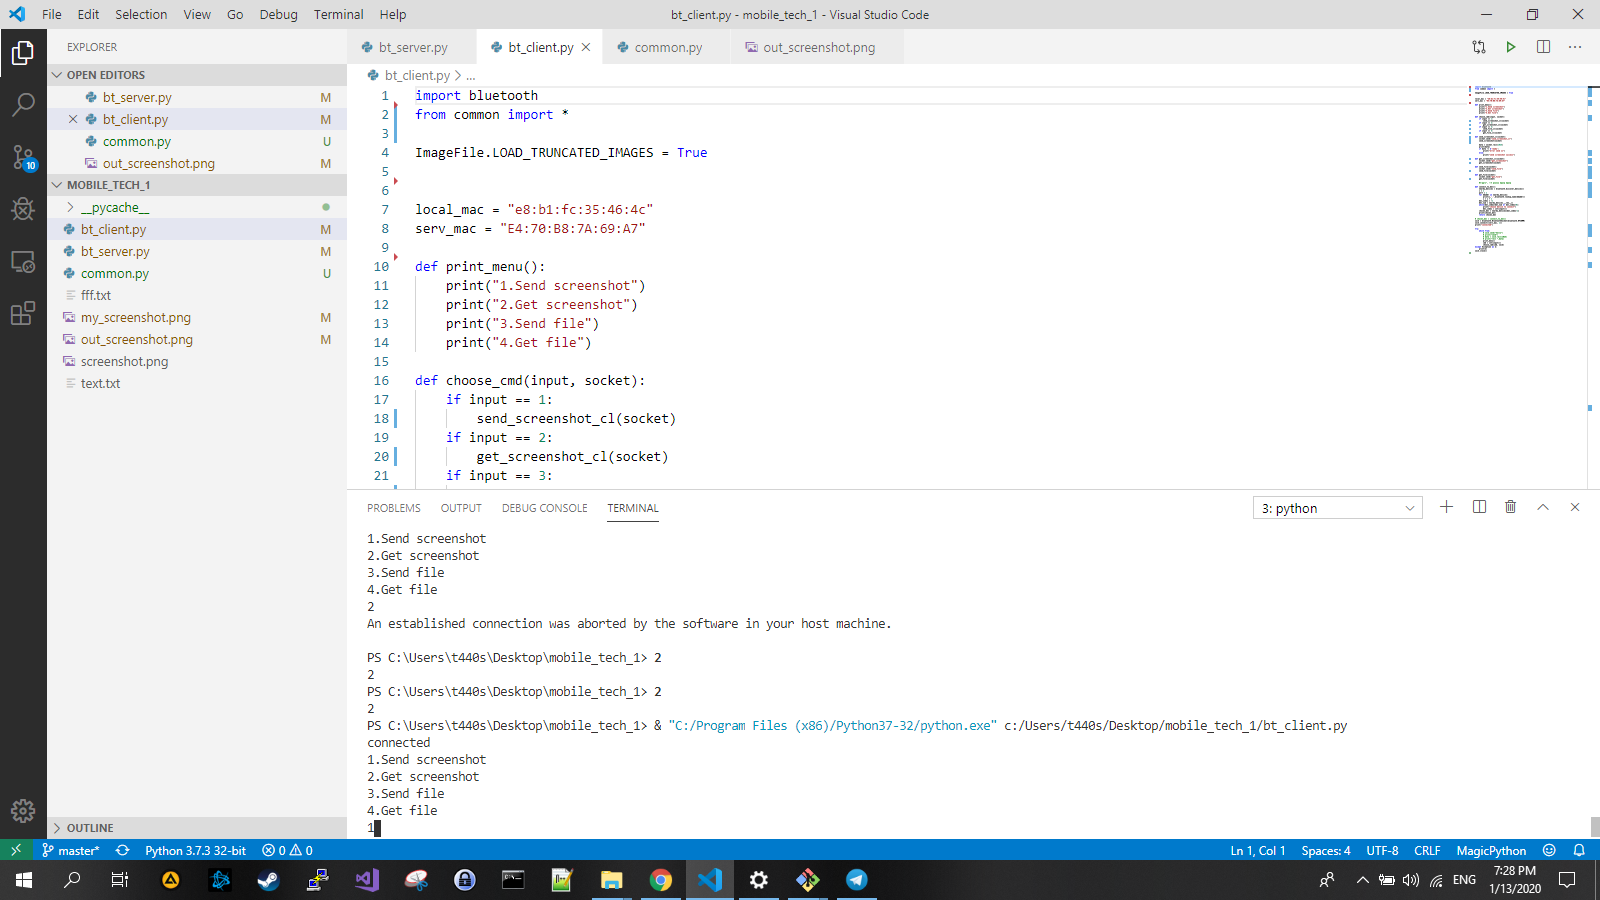 File Edit Selection View Go Debug Terminal Help
bt_client.py - mobile_tech_1 - Visual Studio Code
EXPLORER
OPEN EDITORS
bt_server.py M
bt_client.py M
common.py U
out_screenshot.png M
MOBILE_TECH_1
__pycache__
bt_client.py M
bt_server.py M
common.py U
fff.txt
my_screenshot.png M
out_screenshot.png M
screenshot.png
text.txt
OUTLINE
10
bt_server.py bt_client.py common.py out_screenshot.png
bt_client.py > ...
1 import bluetooth
2 from common import *
3
4 ImageFile.LOAD_TRUNCATED_IMAGES = True
5
6
7 local_mac = "e8:b1:fc:35:46:4c"
8 serv_mac = "E4:70:B8:7A:69:A7"
9
10 def print_menu():
11 print("1.Send screenshot")
12 print("2.Get screenshot")
13 print("3.Send file")
14 print("4.Get file")
15
16 def choose_cmd(input, socket):
17 if input == 1:
18 send_screenshot_cl(socket)
19 if input == 2:
20 get_screenshot_cl(socket)
21 if input == 3:
PROBLEMS OUTPUT DEBUG CONSOLE TERMINAL
3: python
1.Send screenshot
2.Get screenshot
3.Send file
4.Get file
2
An established connection was aborted by the software in your host machine.
PS C:\Users\t440s\Desktop\mobile_tech_1> 2
2
PS C:\Users\t440s\Desktop\mobile_tech_1> 2
2
PS C:\Users\t440s\Desktop\mobile_tech_1> & "C:/Program Files (x86)/Python37-32/python.exe" c:/Users/t440s/Desktop/mobile_tech_1/bt_client.py
connected
1.Send screenshot
2.Get screenshot
3.Send file
4.Get file
1
master* Python 3.7.3 32-bit 0 0
Ln 1, Col 1 Spaces: 4 UTF-8 CRLF MagicPython
ENG
7:28 PM
1/13/2020